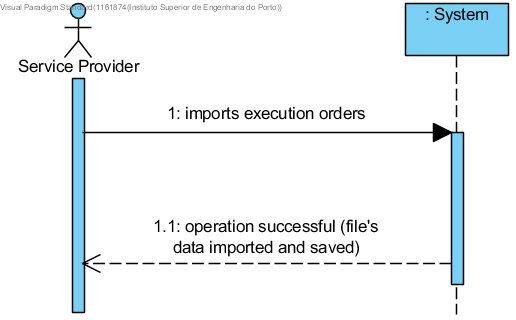 Visual Paradigm Standard(1161874(Instituto Superior de Engenharia do Porto))
: System
Service Provider
1: imports execution orders
1.1: operation successful (file's
data imported and saved)